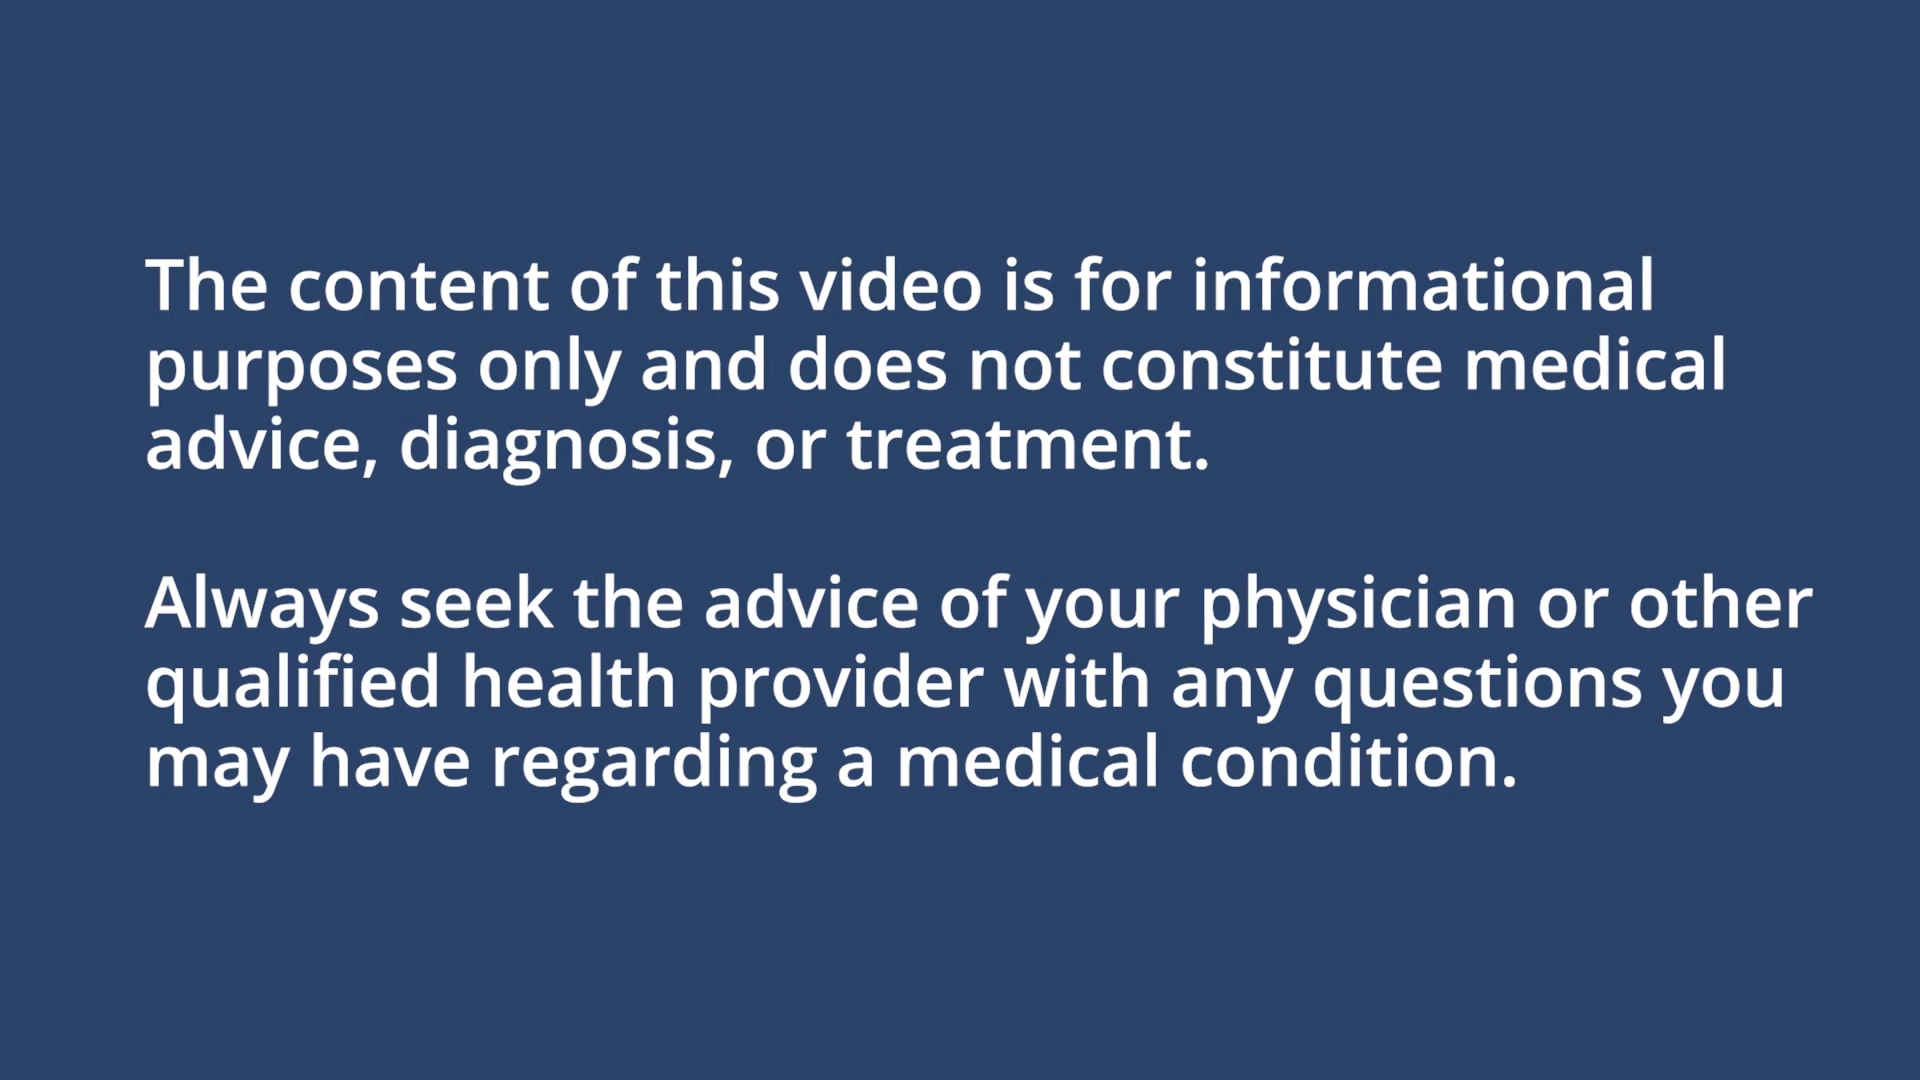 The content of this video is for informational
purposes only and does not constitute medical
advice, diagnosis, or treatment.
Always seek the advice of your physician or other
qualified health provider with any questions you
may have regarding a medical condition.